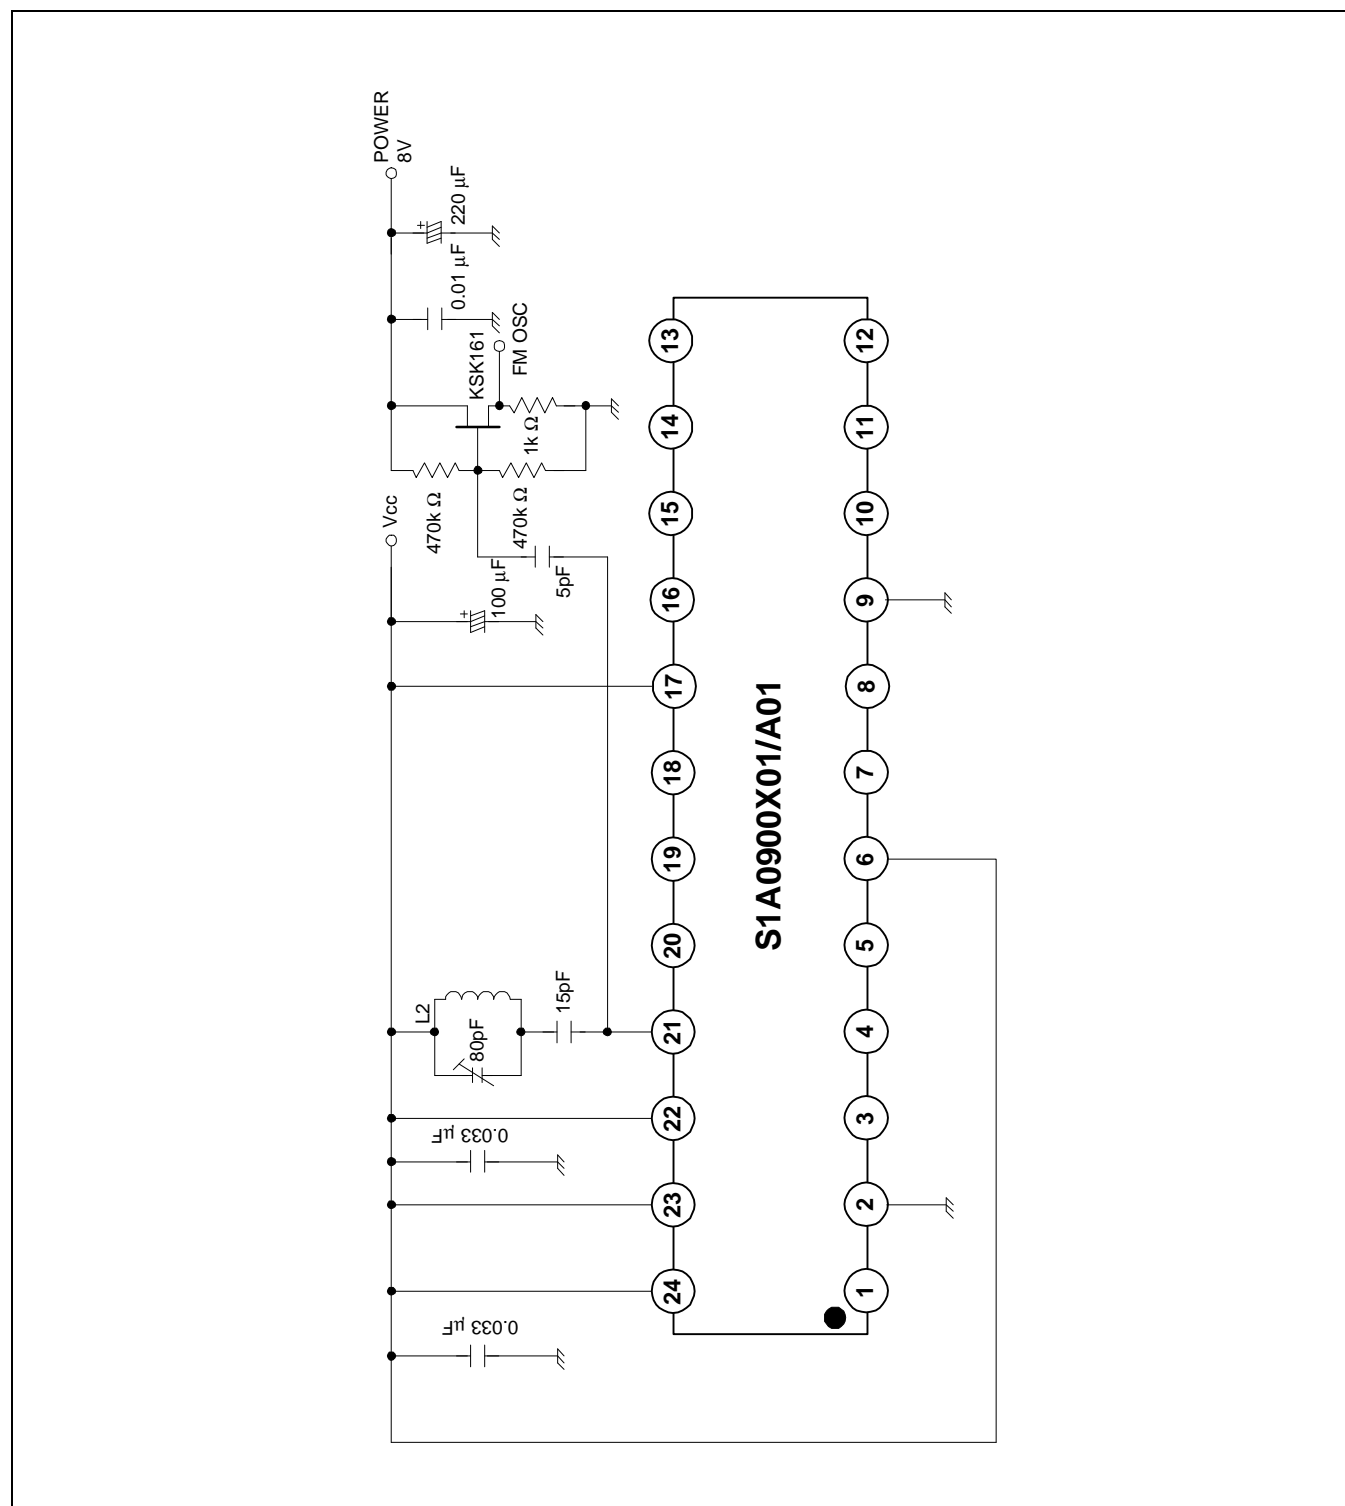 POWER
8V
220 µF
0.01 µF
KSK161
FM OSC
1k Ω
470k Ω
470k Ω
Vcc
100 µF
5pF
L2
80pF
15pF
0.033 µF
0.033 µF
S1A0900X01/A01
24 23 22 21 20 19 18 17 16 15 14 13
1 2 3 4 5 6 7 8 9 10 11 12